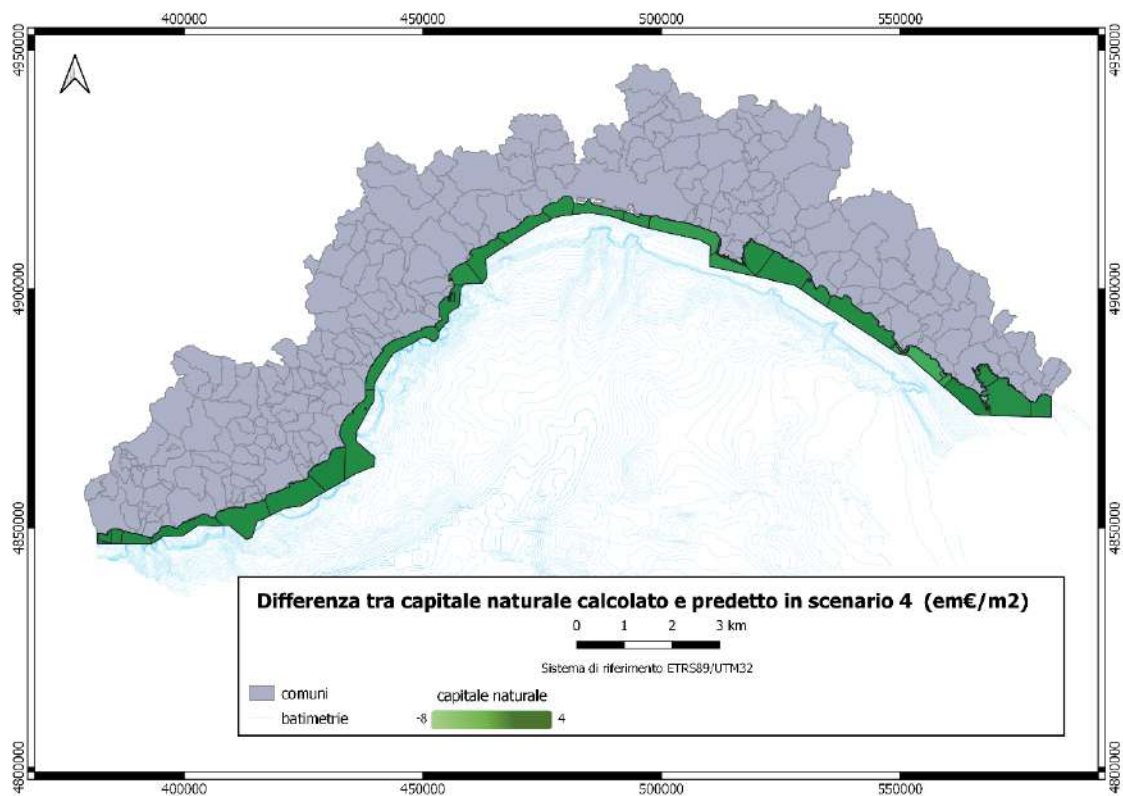 400000 450000 500000 550000
4950000 4950000
4900000 4900000
4850000 4850000
Differenza tra capitale naturale calcolato e predetto in scenario 4 (em€/m2)
0 1 2 3 km
Sistema di riferimento ETRS89/UTM32
comuni
capitale naturale
batimetrie
-8 4
4800000 4800000
400000 450000 500000 550000